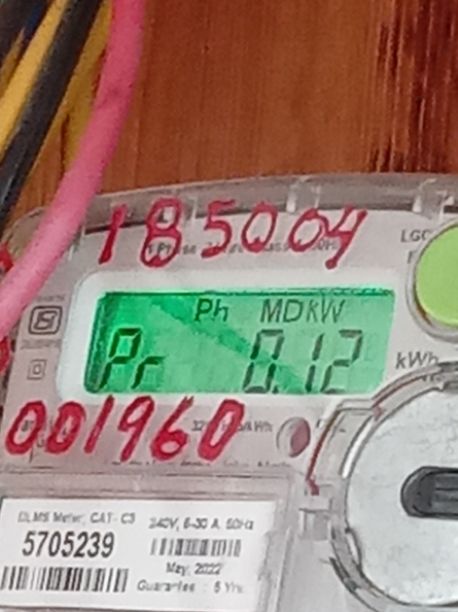 185004
Ph MDKW
Pr 0.12
kWh
001960
DLMS Meter, CAT- C3
240V, 5-30 A, 50Hz
5705239
May, 2022
Guarantee : 5 Yrs